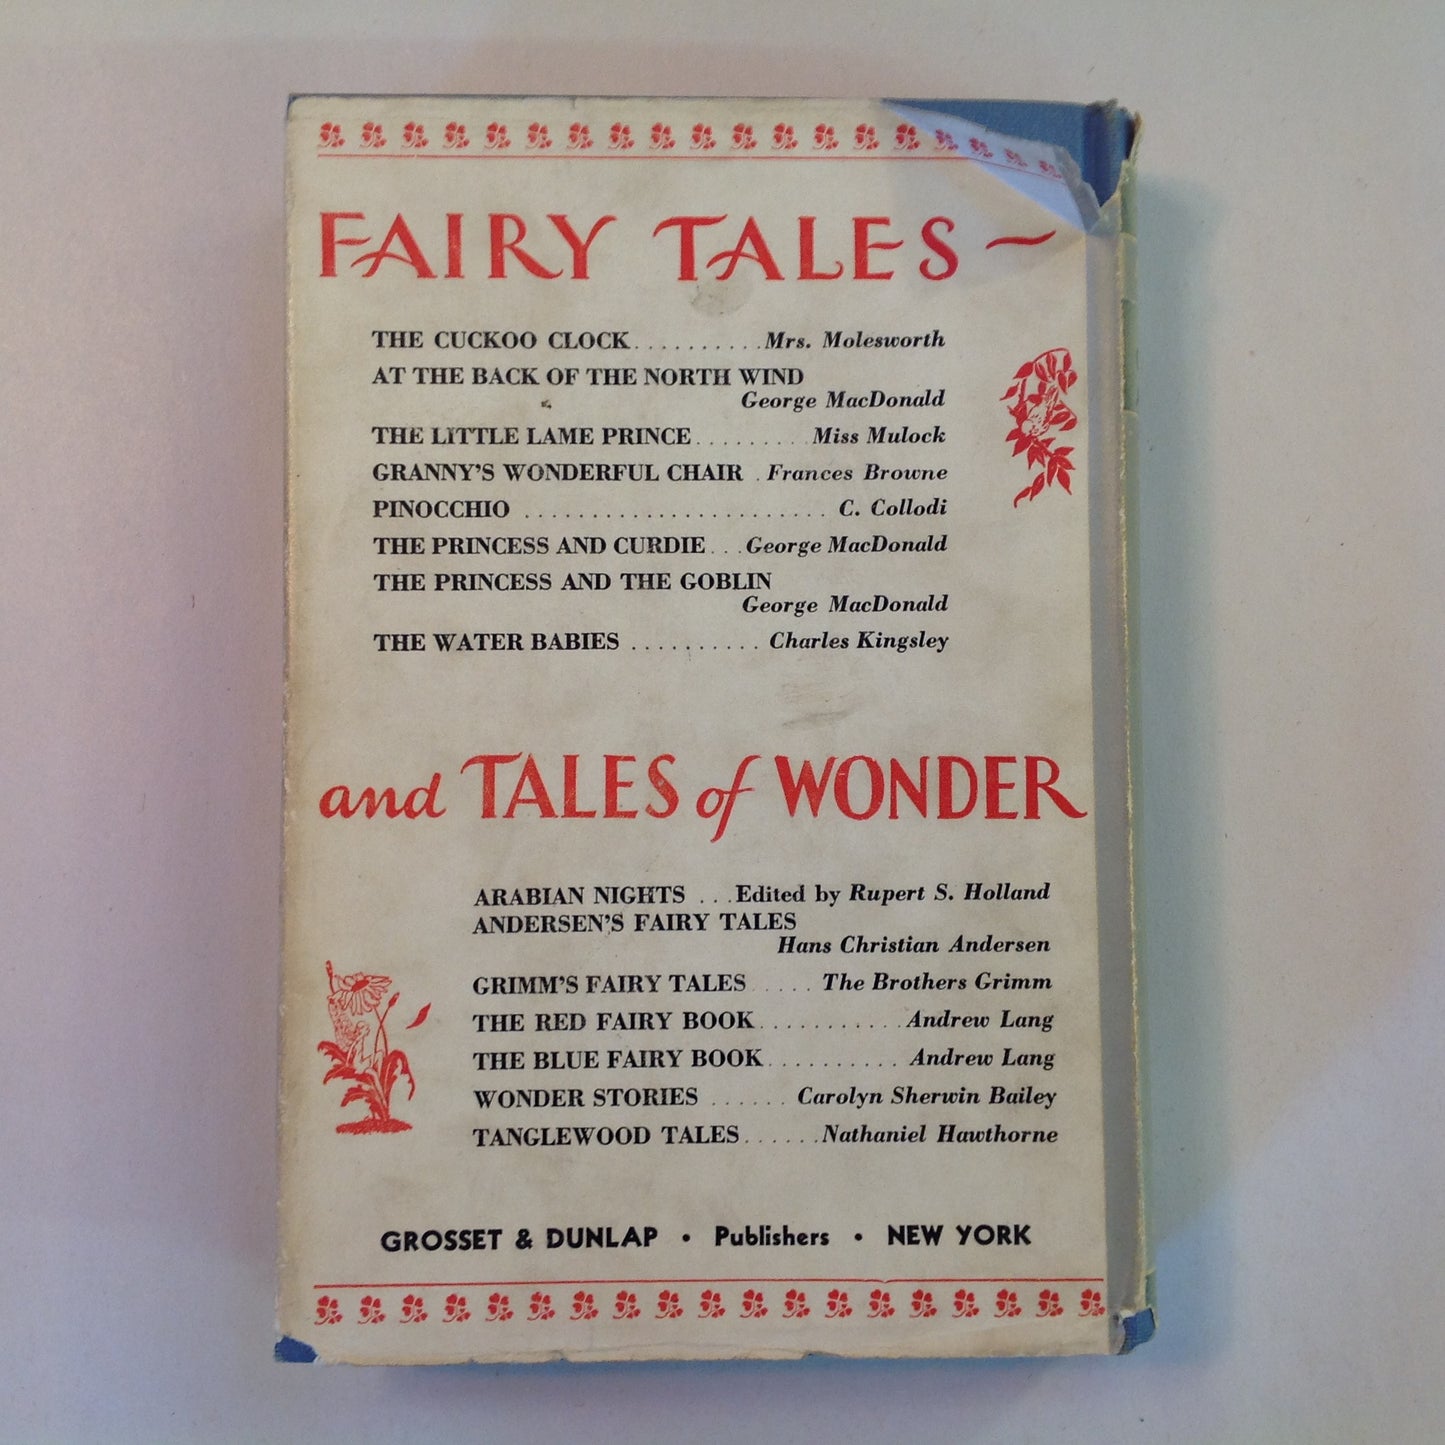 FAIRY TALES~
THE CUCKOO CLOCK..........Mrs. Molesworth
AT THE BACK OF THE NORTH WIND
George MacDonald
THE LITTLE LAME PRINCE.........Miss Mulock
GRANNY'S WONDERFUL CHAIR .Frances Browne
PINOCCHIO .......................C. Collodi
THE PRINCESS AND CURDIE...George MacDonald
THE PRINCESS AND THE GOBLIN
George MacDonald
THE WATER BABIES ..........Charles Kingsley
and TALES of WONDER
ARABIAN NIGHTS ...Edited by Rupert S. Holland
ANDERSEN'S FAIRY TALES
Hans Christian Andersen
GRIMM'S FAIRY TALES.....The Brothers Grimm
THE RED FAIRY BOOK...........Andrew Lang
THE BLUE FAIRY BOOK..........Andrew Lang
WONDER STORIES ......Carolyn Sherwin Bailey
TANGLEWOOD TALES......Nathaniel Hawthorne
GROSSET & DUNLAP • Publishers • NEW YORK